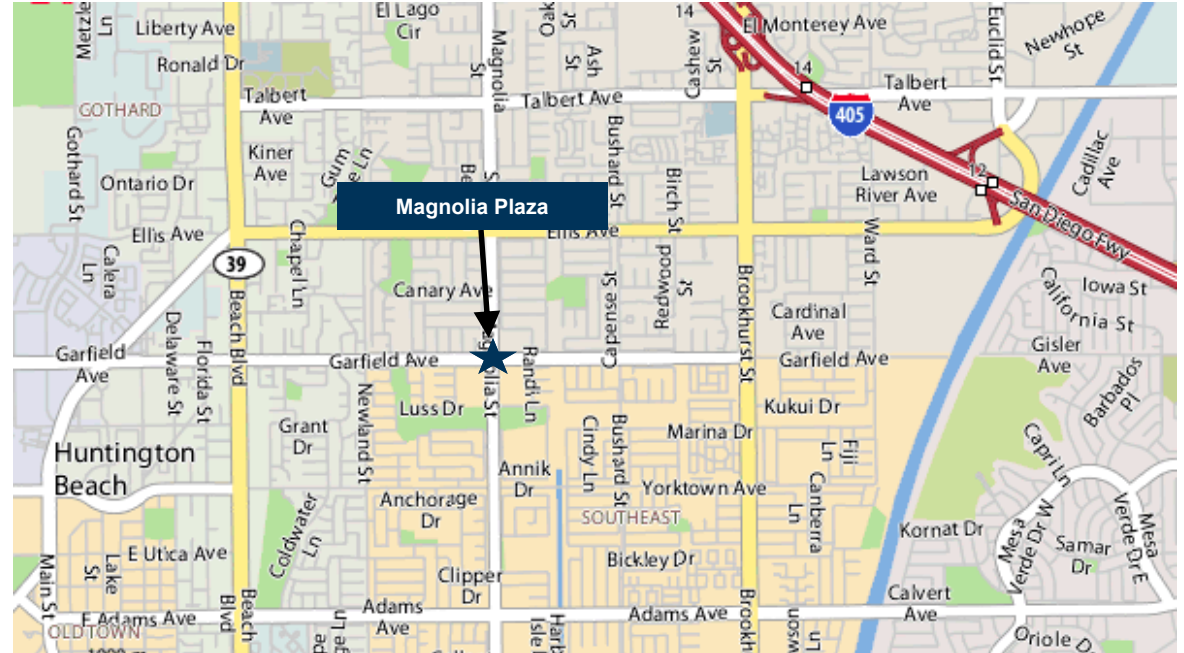 Metzle
Ln
Liberty Ave
El Lago
Cir
Magnolia
St
Oak
St
Ash
St
Cashew
St
14
El Montesey Ave
Euclid St
Newhope
St
Ronald Dr
14
Talbert
Ave
Talbert Ave
Talbert
Ave
GOTHARD
405
Gothard St
Kiner
Ave
Gum
Bushard St
Birch St
Lawson
River Ave
12
Cadillac
Ave
Ontario Dr
Magnolia Plaza
San Diego Fwy
Ellis Ave
Ellis Ave
Chapel Ln
Ward St
39
Calera
Ln
Canary Ave
Capenas St
Redwood
St
Brookhurst St
Iowa St
California St
Beach Blvd
Cardinal
Ave
Delaware St
Florida St
Garfield
Ave
Garfield Ave
Magnolia St
Randi Ln
Garfield Ave
Gisler
Ave
Barbados
Pl
Newland St
Luss Dr
Kukui Dr
Grant
Dr
Cindy Ln
Bushard St
Marina Dr
Fiji
Ln
Capri Ln
Huntington
Beach
Annik
Dr
Yorktown Ave
Canberra
Ln
Anchorage
Dr
SOUTHEAST
Kornat Dr
Mesa
Verde Dr W
Mesa
Verde Dr E
Samar
Dr
Coldwater
Ln
E Utica Ave
Lake
St
Main St
Bickley Dr
Clipper
Dr
Calvert
Ave
Beach
Blvd
Adams
Ave
Adams Ave
E Adams Ave
OLD TOWN
Oriole Dr